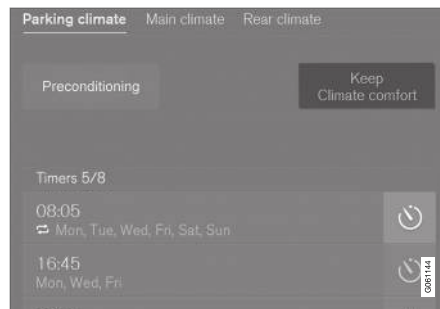 Parking climate Main climate Rear climate
Preconditioning
Keep
Climate comfort
Timers 5/8
08:05
Mon, Tue, Wed, Fri, Sat, Sun
16:45
Mon, Wed, Fri
G061144